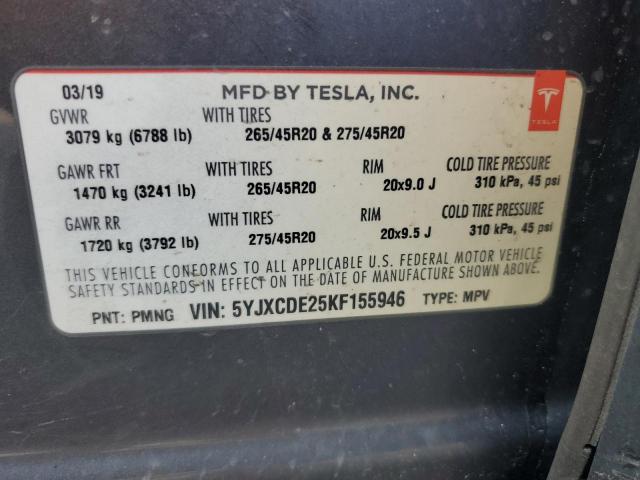 03/19 MFD BY TESLA, INC.
GVWR WITH TIRES
3079 kg (6788 lb) 265/45R20 & 275/45R20
TESLA
GAWR FRT WITH TIRES RIM COLD TIRE PRESSURE
1470 kg (3241 lb) 265/45R20 20x9.0 J 310 kPa, 45 psi
GAWR RR WITH TIRES RIM COLD TIRE PRESSURE
1720 kg (3792 lb) 275/45R20 20x9.5 J 310 kPa, 45 psi
THIS VEHICLE CONFORMS TO ALL APPLICABLE U.S. FEDERAL MOTOR VEHICLE
SAFETY STANDARDS IN EFFECT ON THE DATE OF MANUFACTURE SHOWN ABOVE.
PNT: PMNG VIN: 5YJXCDE25KF155946 TYPE: MPV